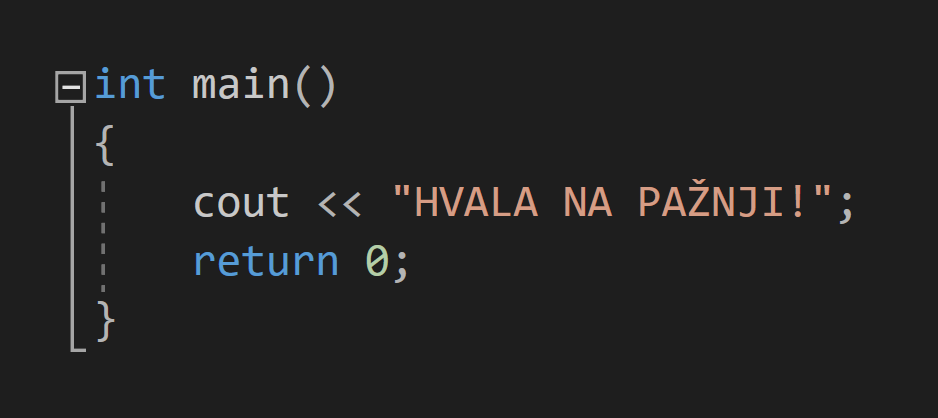 int main()
{
cout << "HVALA NA PAŽNJI!";
return 0;
}